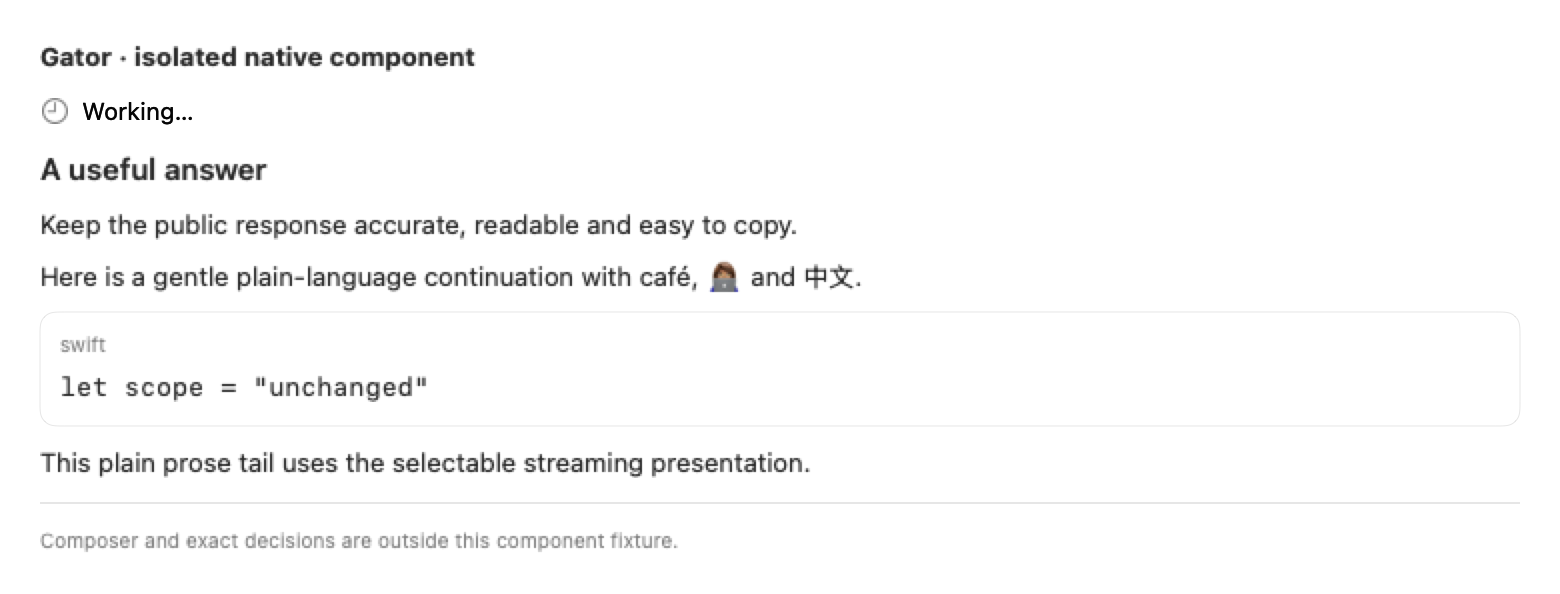 Gator · isolated native component
Working...
A useful answer
Keep the public response accurate, readable and easy to copy.
Here is a gentle plain-language continuation with café, 👩🏽‍💻 and 中文.
swift
let scope = "unchanged"
This plain prose tail uses the selectable streaming presentation.
Composer and exact decisions are outside this component fixture.